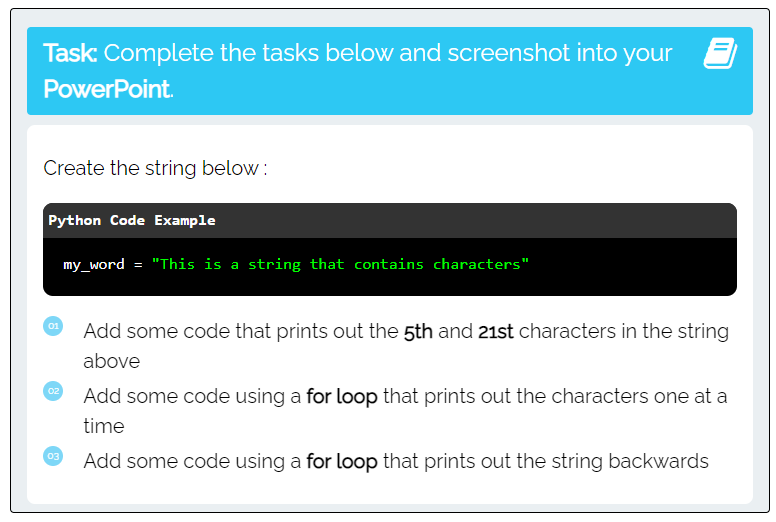 Task: Complete the tasks below and screenshot into your
PowerPoint.
Create the string below :
Python Code Example
my_word = "This is a string that contains characters"
01 Add some code that prints out the 5th and 21st characters in the string
above
02 Add some code using a for loop that prints out the characters one at a
time
03 Add some code using a for loop that prints out the string backwards